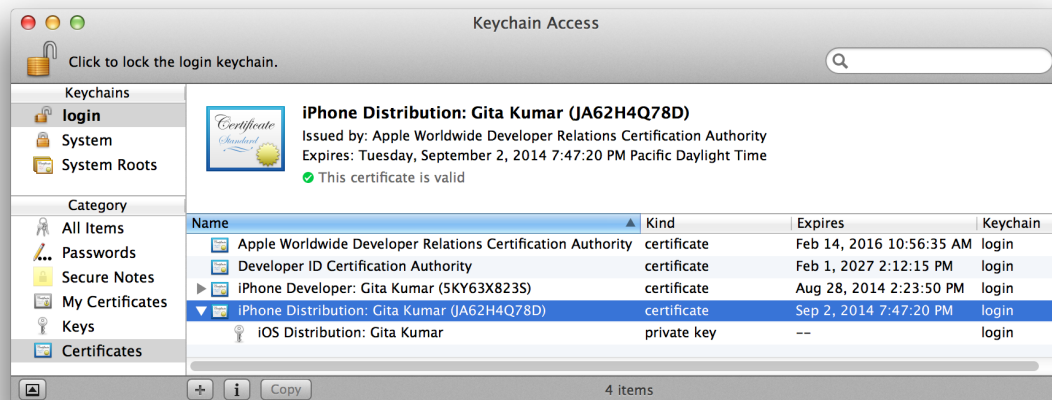 Keychain Access
Click to lock the login keychain.
Keychains
login
System
System Roots
Category
All Items
Passwords
Secure Notes
My Certificates
Keys
Certificates
Certificate
Standard
iPhone Distribution: Gita Kumar (JA62H4Q78D)
Issued by: Apple Worldwide Developer Relations Certification Authority
Expires: Tuesday, September 2, 2014 7:47:20 PM Pacific Daylight Time
This certificate is valid
Name Kind Expires Keychain
Apple Worldwide Developer Relations Certification Authority certificate Feb 14, 2016 10:56:35 AM login
Developer ID Certification Authority certificate Feb 1, 2027 2:12:15 PM login
iPhone Developer: Gita Kumar (5KY63X823S) certificate Aug 28, 2014 2:23:50 PM login
iPhone Distribution: Gita Kumar (JA62H4Q78D) certificate Sep 2, 2014 7:47:20 PM login
iOS Distribution: Gita Kumar private key -- login
+ i Copy 4 items